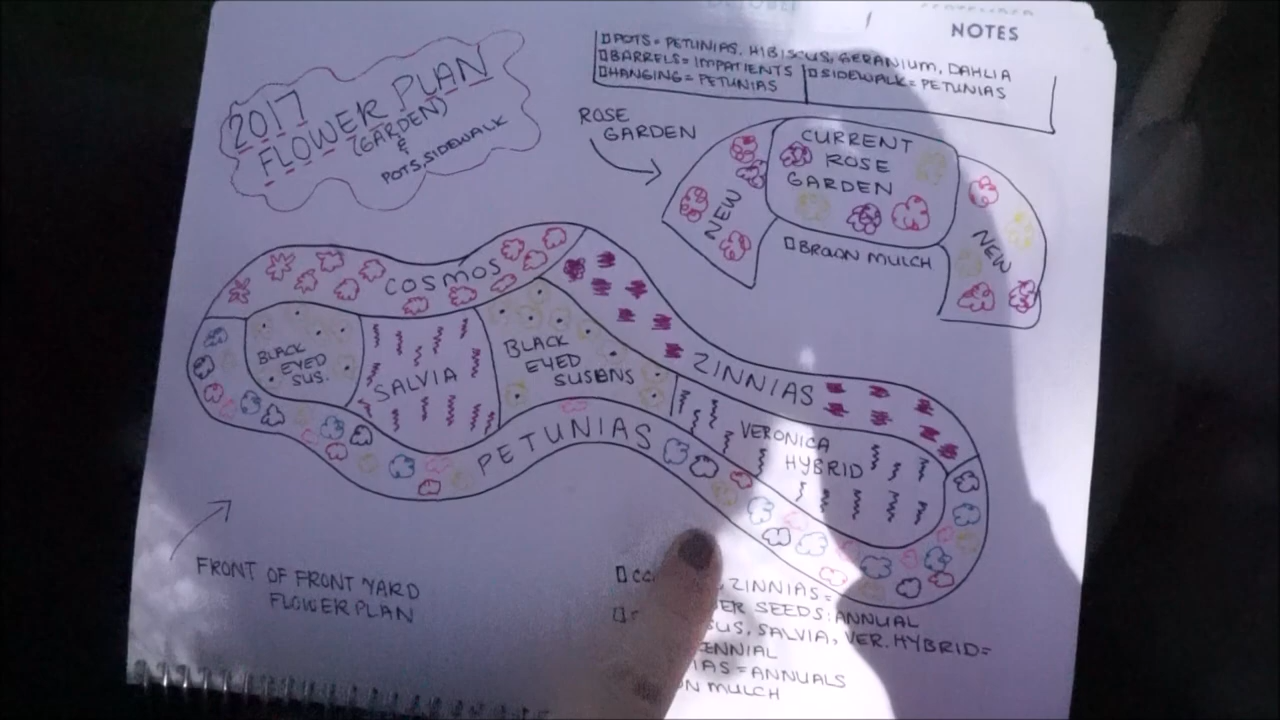 NOTES
2017
FLOWER PLAN
(GARDEN)
&
POTS, SIDEWALK
POTS = PETUNIAS, HIBISCUS, GERANIUM, DAHLIA
BARRELS = IMPATIENTS
SIDEWALK = PETUNIAS
HANGING = PETUNIAS
ROSE
GARDEN
CURRENT
ROSE
GARDEN
NEW
NEW
BROWN MULCH
COSMOS
BLACK
EYED
SUS.
SALVIA
BLACK
EYED
SUSENS
ZINNIAS
VERONICA
HYBRID
PETUNIAS
FRONT OF FRONT YARD
FLOWER PLAN
ZINNIAS =
SEEDS: ANNUAL
SUS, SALVIA, VER. HYBRID =
= ANNUALS
MULCH